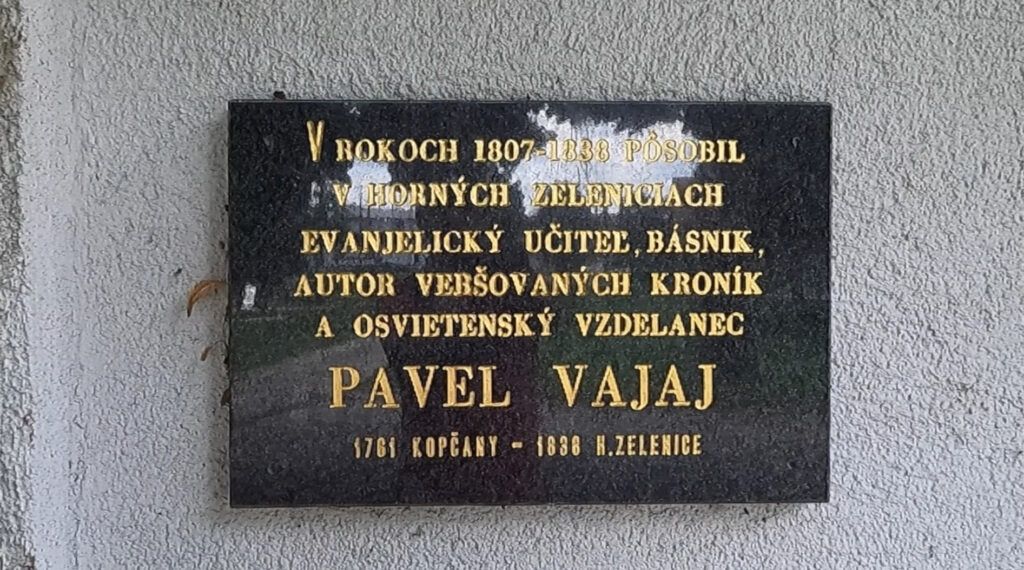 V ROKOCH 1807-1838 PÔSOBIL
V HORNÝCH ZELENICIACH
EVANJELICKÝ UČITEĽ, BÁSNIK,
AUTOR VERŠOVANÝCH KRONÍK
A OSVIETENSKÝ VZDELANEC
PAVEL VAJAJ
1761 KOPČANY - 1838 H.ZELENICE